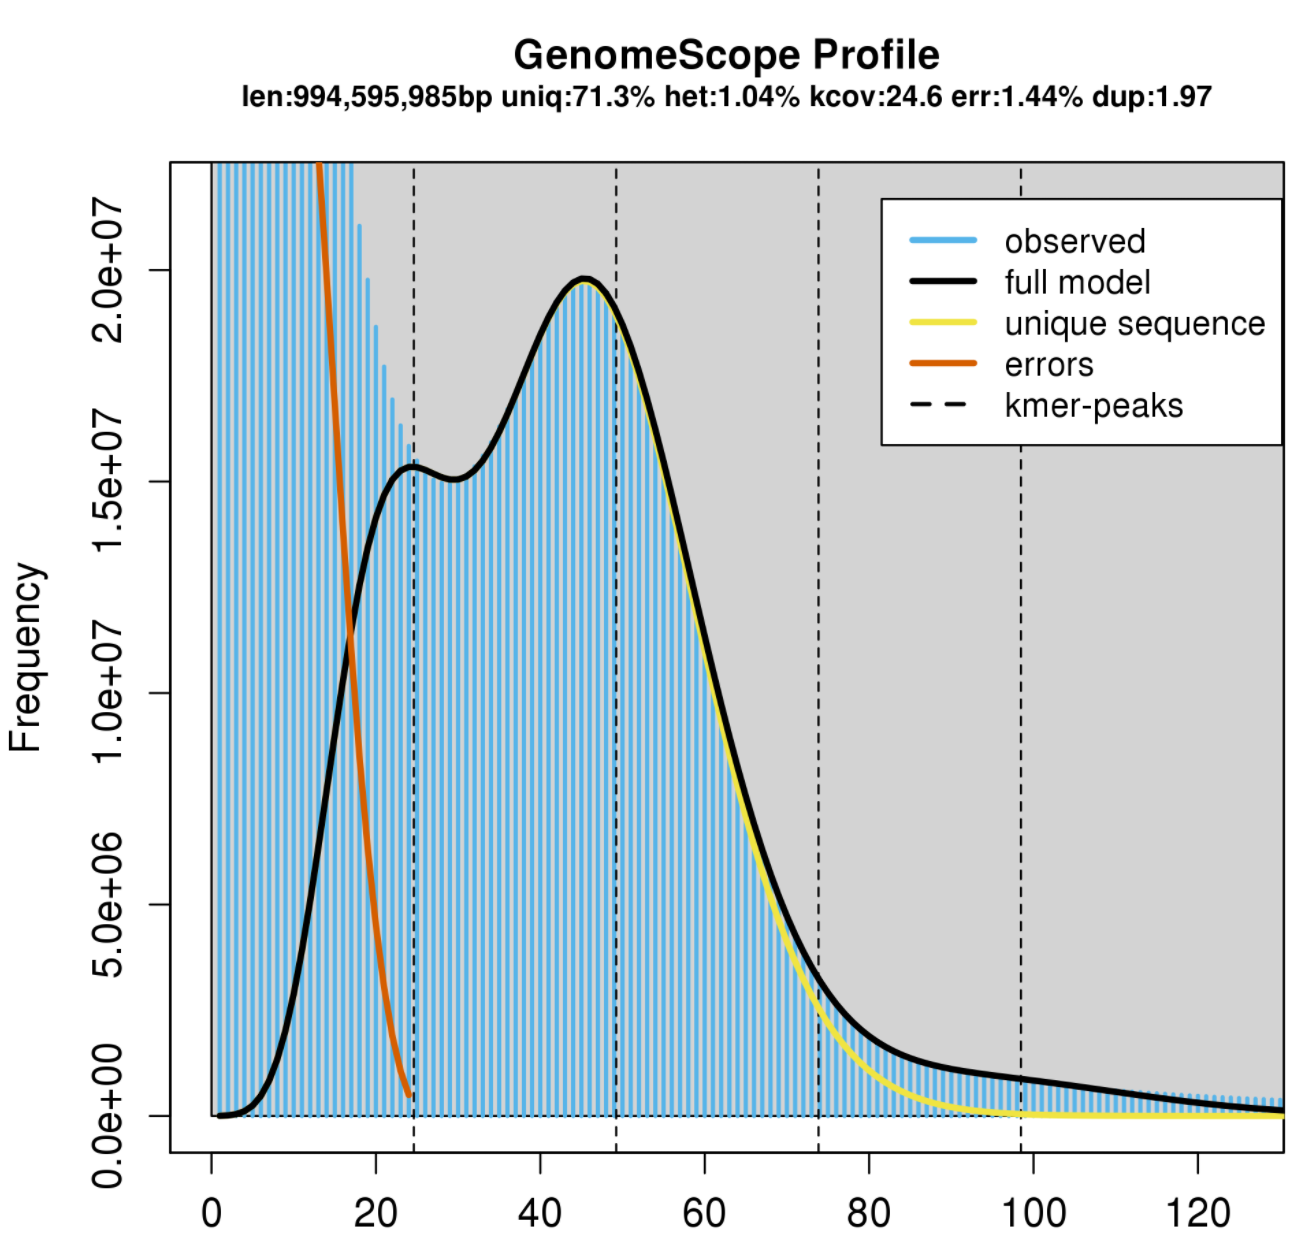 GenomeScope Profile
len:994,595,985bp uniq:71.3% het:1.04% kcov:24.6 err:1.44% dup:1.97
observed
full model
unique sequence
errors
kmer-peaks
Frequency
2.0e+07
1.5e+07
1.0e+07
5.0e+06
0.0e+00
0 20 40 60 80 100 120